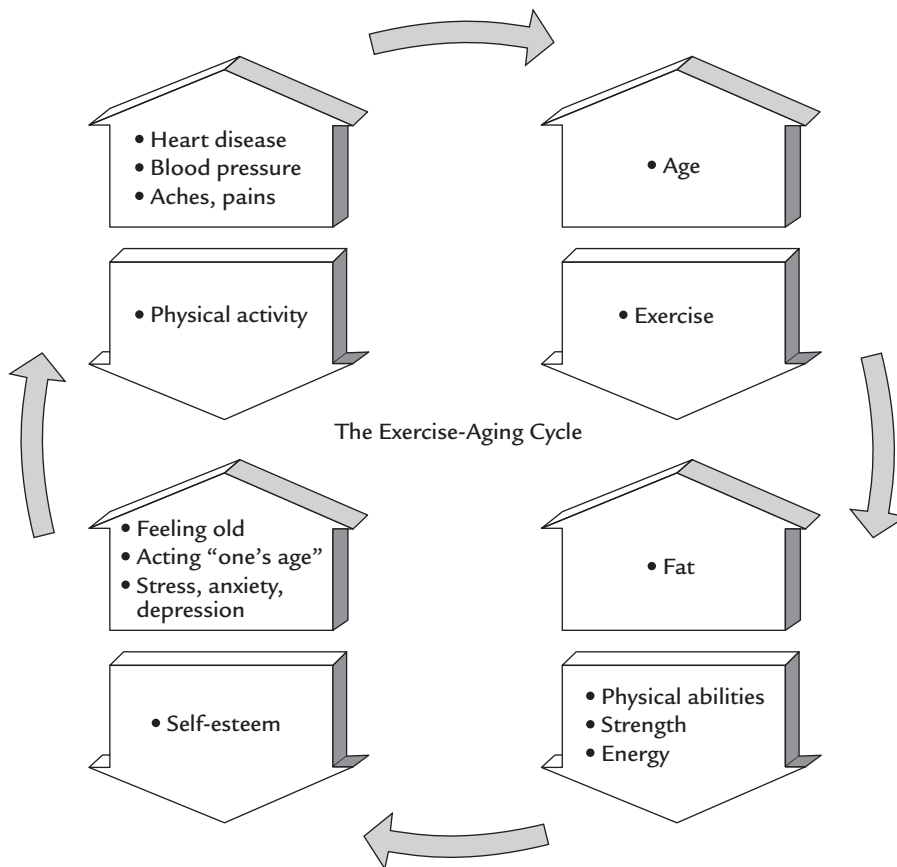 • Heart disease
• Blood pressure
• Aches, pains
• Physical activity
• Age
• Exercise
The Exercise-Aging Cycle
• Feeling old
• Acting “one’s age”
• Stress, anxiety,
depression
• Self-esteem
• Fat
• Physical abilities
• Strength
• Energy